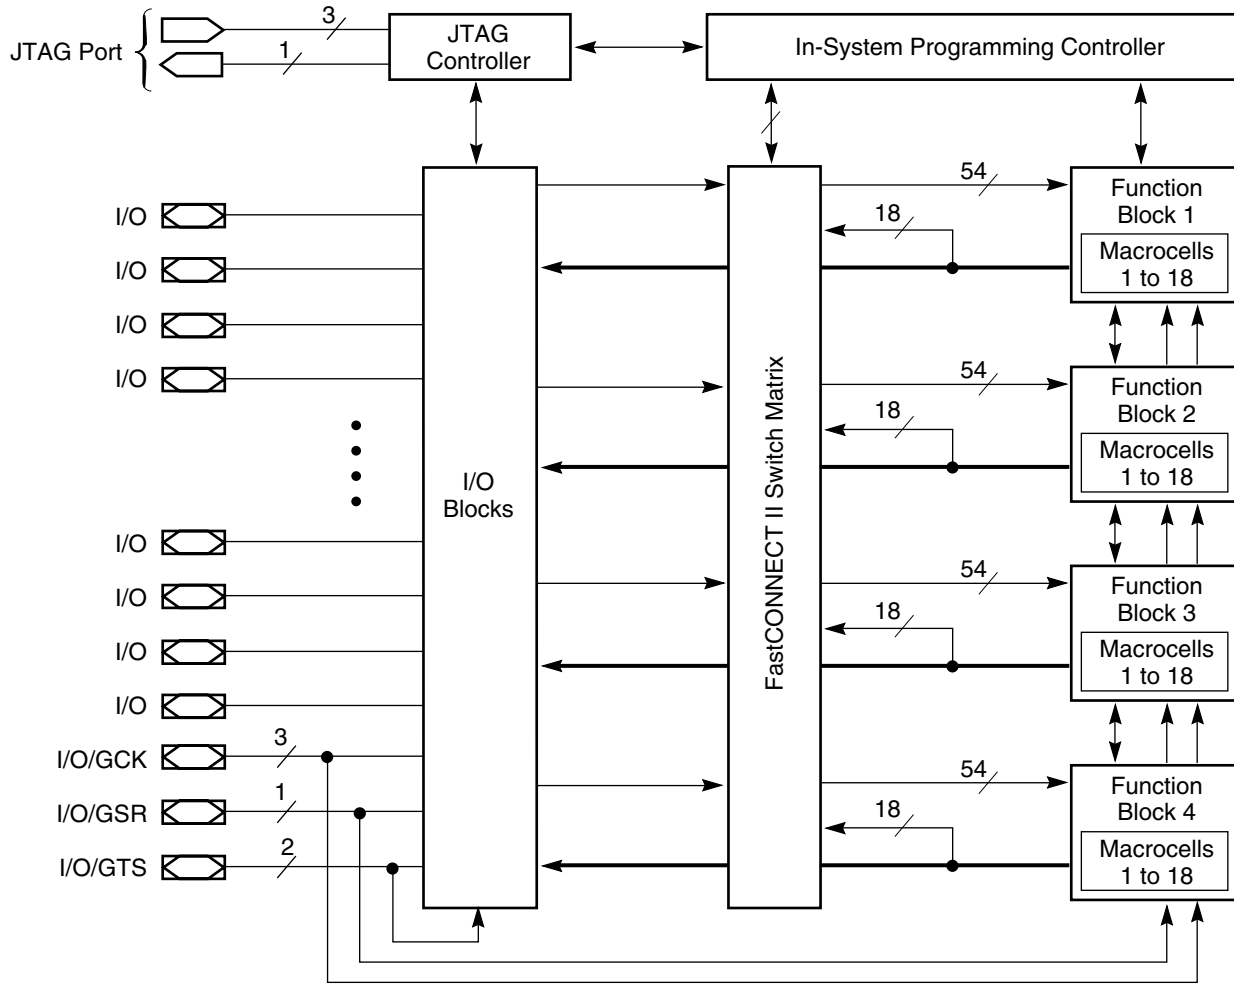 JTAG Port
3
1
JTAG
Controller
In-System Programming Controller
I/O
I/O
I/O
I/O
I/O
I/O
I/O
I/O
I/O/GCK
3
I/O/GSR
1
I/O/GTS
2
I/O
Blocks
FastCONNECT II Switch Matrix
54
18
Function
Block 1
Macrocells
1 to 18
54
18
Function
Block 2
Macrocells
1 to 18
54
18
Function
Block 3
Macrocells
1 to 18
54
18
Function
Block 4
Macrocells
1 to 18